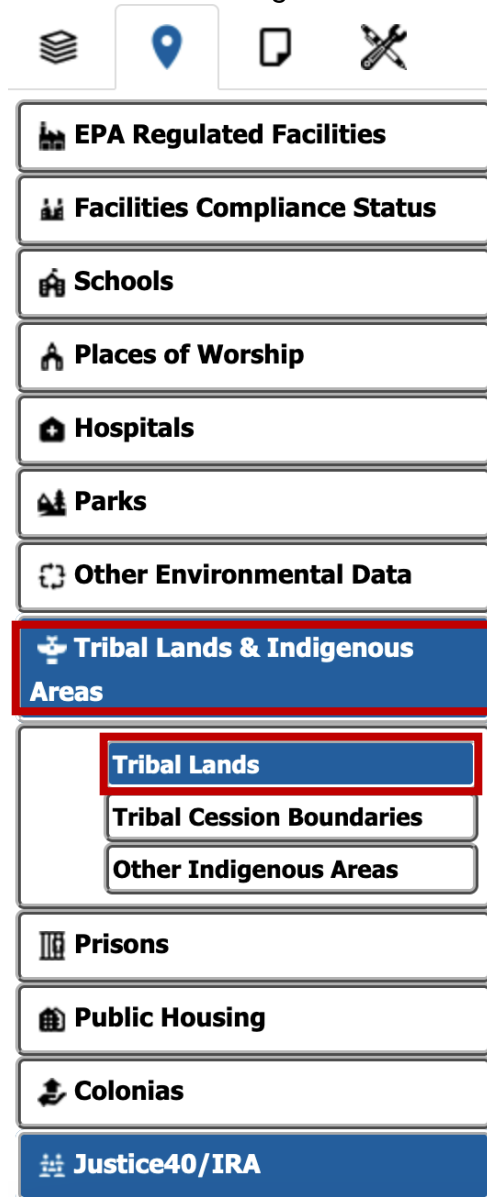 EPA Regulated Facilities
Facilities Compliance Status
Schools
Places of Worship
Hospitals
Parks
Other Environmental Data
Tribal Lands & Indigenous
Areas
Tribal Lands
Tribal Cession Boundaries
Other Indigenous Areas
Prisons
Public Housing
Colonias
Justice40/IRA